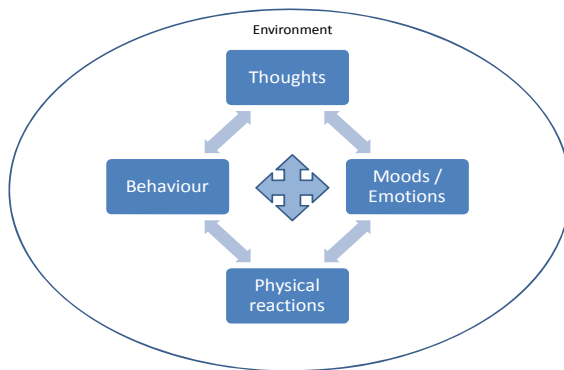 Environment
Thoughts
Behaviour
Moods /
Emotions
Physical
reactions